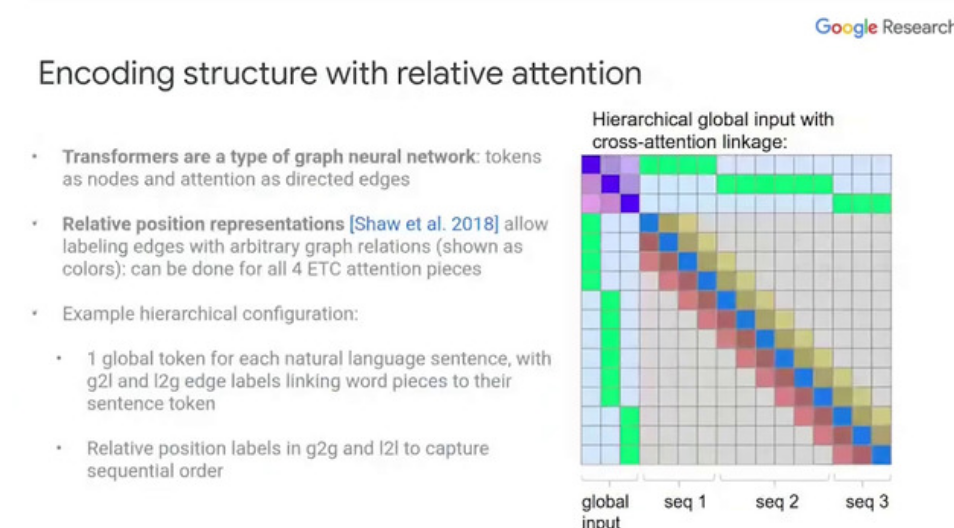 Google Research
Encoding structure with relative attention
Hierarchical global input with
cross-attention linkage:
• Transformers are a type of graph neural network: tokens
as nodes and attention as directed edges
• Relative position representations [Shaw et al. 2018] allow
labeling edges with arbitrary graph relations (shown as
colors): can be done for all 4 ETC attention pieces
• Example hierarchical configuration:
• 1 global token for each natural language sentence, with
g2l and l2g edge labels linking word pieces to their
sentence token
• Relative position labels in g2g and l2l to capture
sequential order
global
input
seq 1
seq 2
seq 3